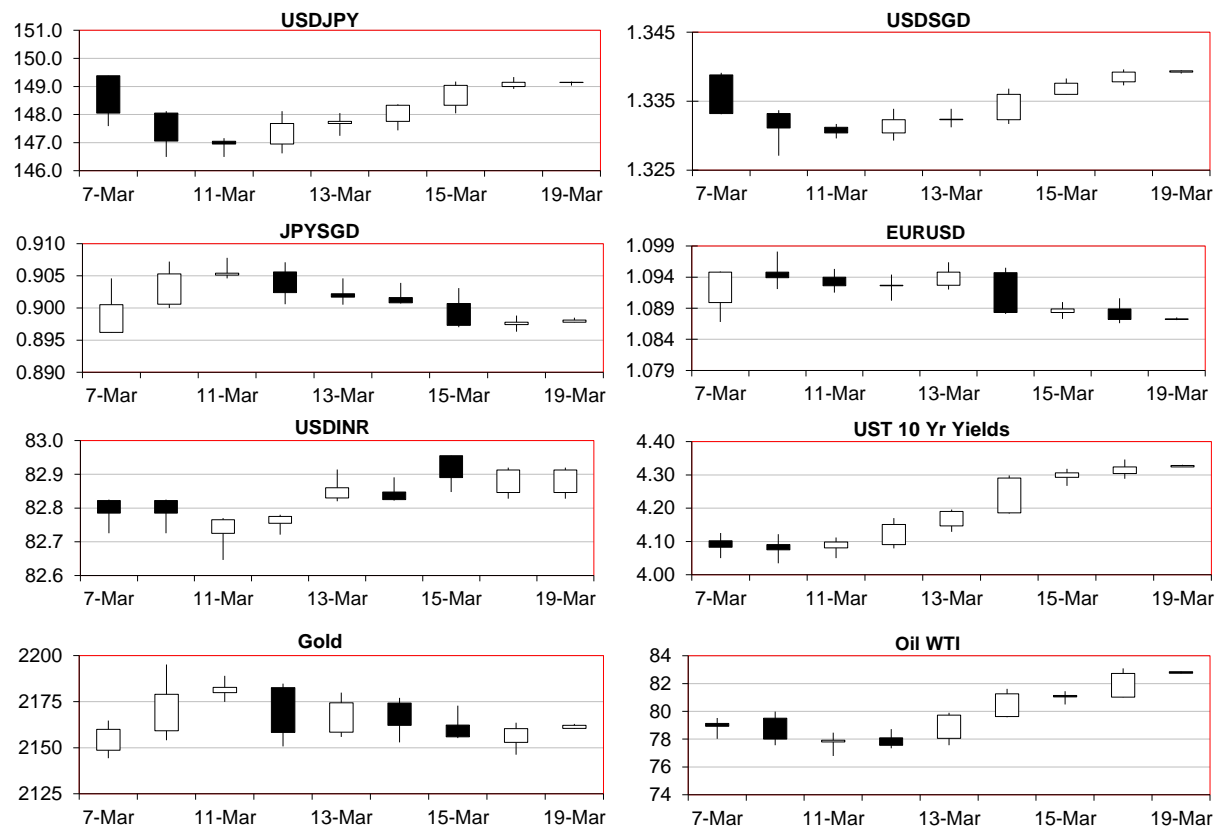 USDJPY
151.0
150.0
149.0
148.0
147.0
146.0
7-Mar 11-Mar 13-Mar 15-Mar 19-Mar
USDSGD
1.345
1.335
1.325
7-Mar 11-Mar 13-Mar 15-Mar 19-Mar
JPYSGD
0.910
0.905
0.900
0.895
0.890
7-Mar 11-Mar 13-Mar 15-Mar 19-Mar
EURUSD
1.099
1.094
1.089
1.084
1.079
7-Mar 11-Mar 13-Mar 15-Mar 19-Mar
USDINR
83.0
82.9
82.8
82.7
82.6
7-Mar 11-Mar 13-Mar 15-Mar 19-Mar
UST 10 Yr Yields
4.40
4.30
4.20
4.10
4.00
7-Mar 11-Mar 13-Mar 15-Mar 19-Mar
Gold
2200
2175
2150
2125
7-Mar 11-Mar 13-Mar 15-Mar 19-Mar
Oil WTI
84
82
80
78
76
74
7-Mar 11-Mar 13-Mar 15-Mar 19-Mar